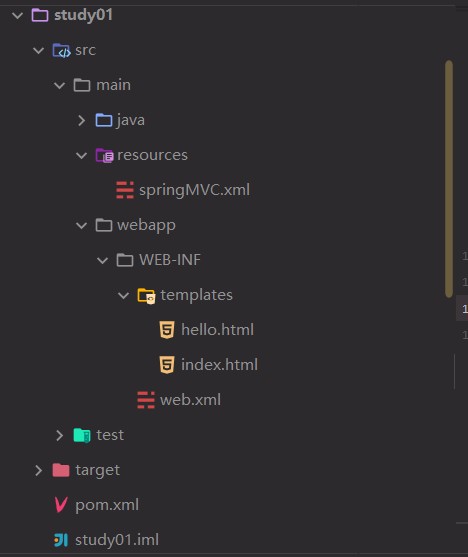 study01
src
main
java
resources
springMVC.xml
webapp
WEB-INF
templates
hello.html
index.html
web.xml
test
target
pom.xml
study01.iml